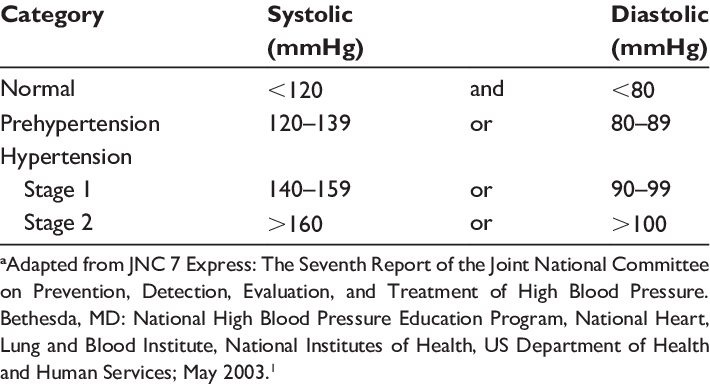 Category Systolic Diastolic
(mmHg) (mmHg)
Normal <120 and <80
Prehypertension 120–139 or 80–89
Hypertension
Stage 1 140–159 or 90–99
Stage 2 >160 or >100
aAdapted from JNC 7 Express: The Seventh Report of the Joint National Committee
on Prevention, Detection, Evaluation, and Treatment of High Blood Pressure.
Bethesda, MD: National High Blood Pressure Education Program, National Heart,
Lung and Blood Institute, National Institutes of Health, US Department of Health
and Human Services; May 2003.1